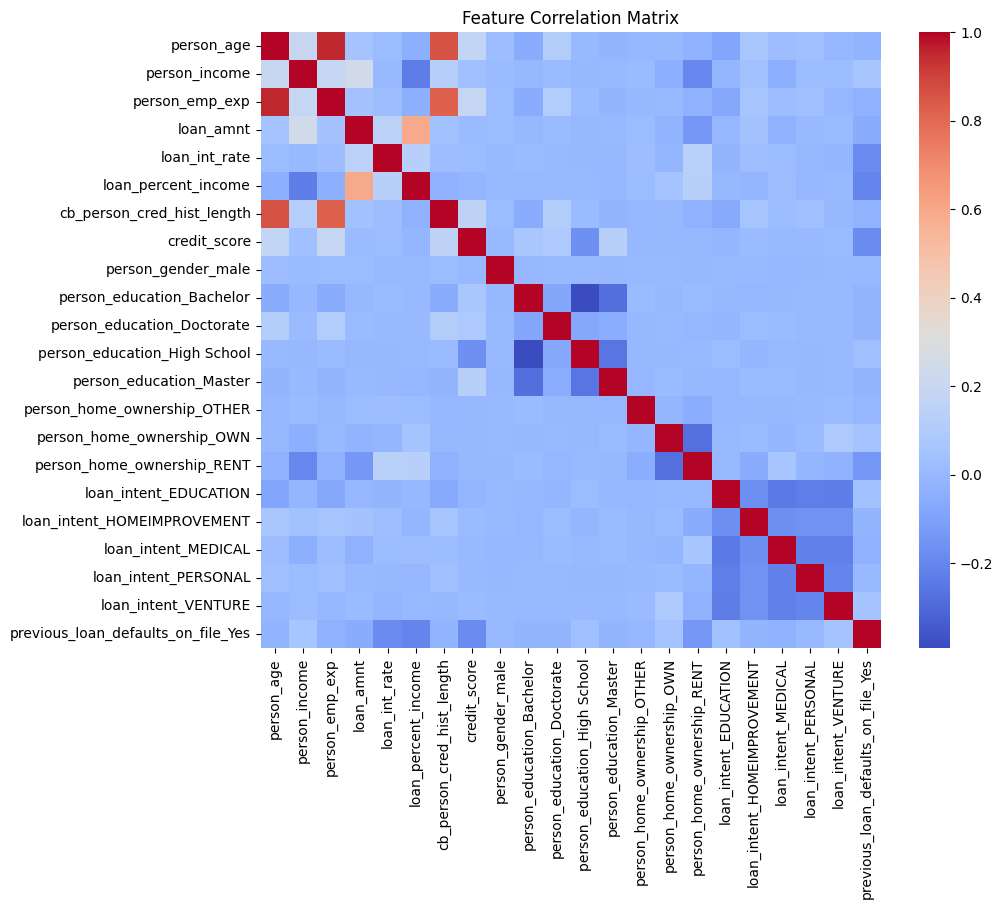 Feature Correlation Matrix
person_age
person_income
person_emp_exp
loan_amnt
loan_int_rate
loan_percent_income
cb_person_cred_hist_length
credit_score
person_gender_male
person_education_Bachelor
person_education_Doctorate
person_education_High School
person_education_Master
person_home_ownership_OTHER
person_home_ownership_OWN
person_home_ownership_RENT
loan_intent_EDUCATION
loan_intent_HOMEIMPROVEMENT
loan_intent_MEDICAL
loan_intent_PERSONAL
loan_intent_VENTURE
previous_loan_defaults_on_file_Yes
person_age
person_income
person_emp_exp
loan_amnt
loan_int_rate
loan_percent_income
cb_person_cred_hist_length
credit_score
person_gender_male
person_education_Bachelor
person_education_Doctorate
person_education_High School
person_education_Master
person_home_ownership_OTHER
person_home_ownership_OWN
person_home_ownership_RENT
loan_intent_EDUCATION
loan_intent_HOMEIMPROVEMENT
loan_intent_MEDICAL
loan_intent_PERSONAL
loan_intent_VENTURE
previous_loan_defaults_on_file_Yes
1.0
0.8
0.6
0.4
0.2
0.0
−0.2